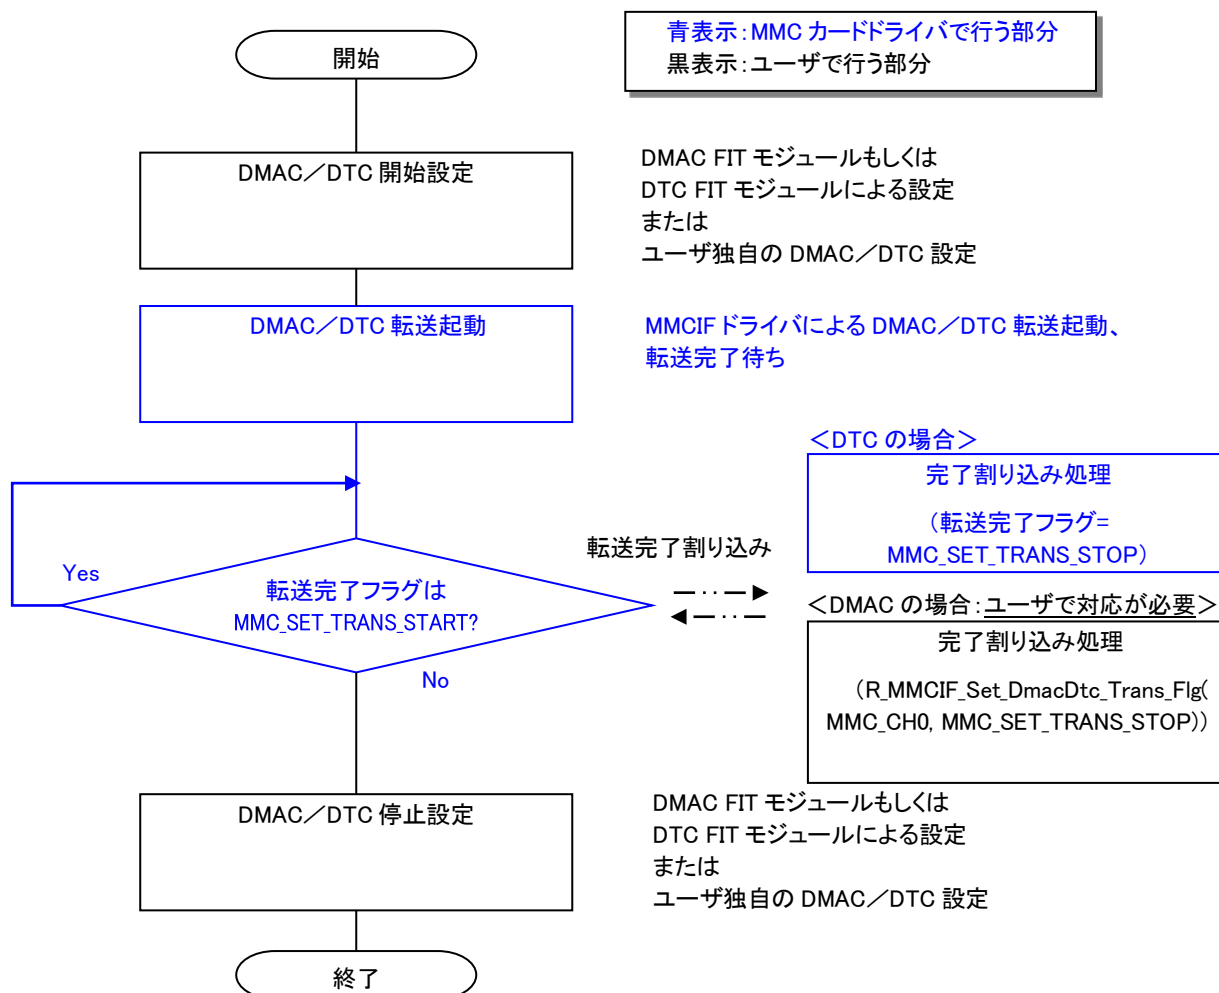 青表示：MMC カードドライバで行う部分
黒表示：ユーザで行う部分
開始
DMAC／DTC 開始設定
DMAC FIT モジュールもしくは
DTC FIT モジュールによる設定
または
ユーザ独自の DMAC／DTC 設定
DMAC／DTC 転送起動
MMCIF ドライバによる DMAC／DTC 転送起動、
転送完了待ち
＜DTC の場合＞
完了割り込み処理
（転送完了フラグ=
MMC_SET_TRANS_STOP）
転送完了割り込み
Yes
転送完了フラグは
MMC_SET_TRANS_START?
No
＜DMAC の場合：ユーザで対応が必要＞
完了割り込み処理
（R_MMCIF_Set_DmacDtc_Trans_Flg(
MMC_CH0, MMC_SET_TRANS_STOP)）
DMAC／DTC 停止設定
DMAC FIT モジュールもしくは
DTC FIT モジュールによる設定
または
ユーザ独自の DMAC／DTC 設定
終了